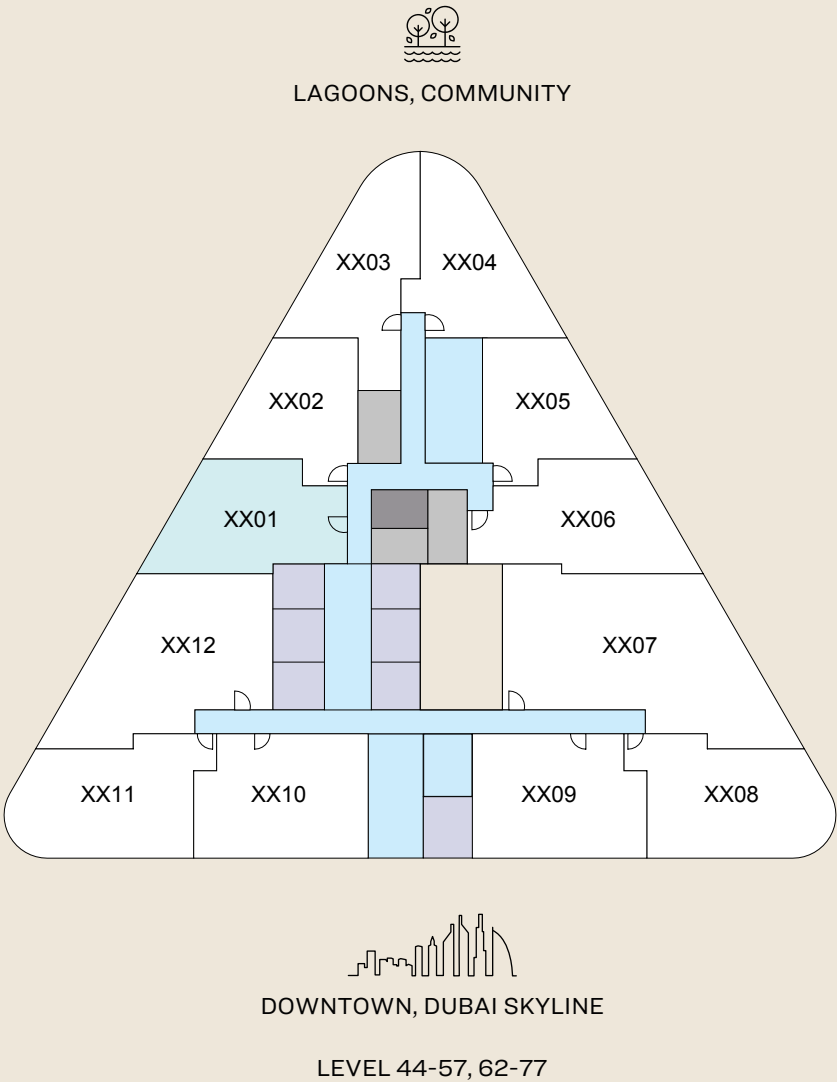 LAGOONS, COMMUNITY
XX03
XX04
XX02
XX05
XX01
XX06
XX12
XX07
XX11
XX10
XX09
XX08
DOWNTOWN, DUBAI SKYLINE
LEVEL 44-57, 62-77